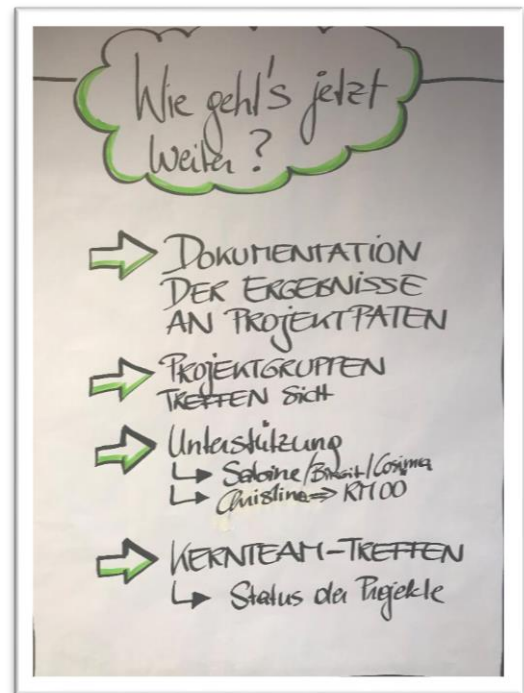 Wie geht's jetzt
weiter?
DOKUMENTATION
DER ERGEBNISSE
AN PROJEKTPATEN
PROJEKTGRUPPEN
TREFFEN SICH
Unterstützung
Sabine/Birgit/Cosima
Christine RM00
KERNTEAM-TREFFEN
Status der Projekte